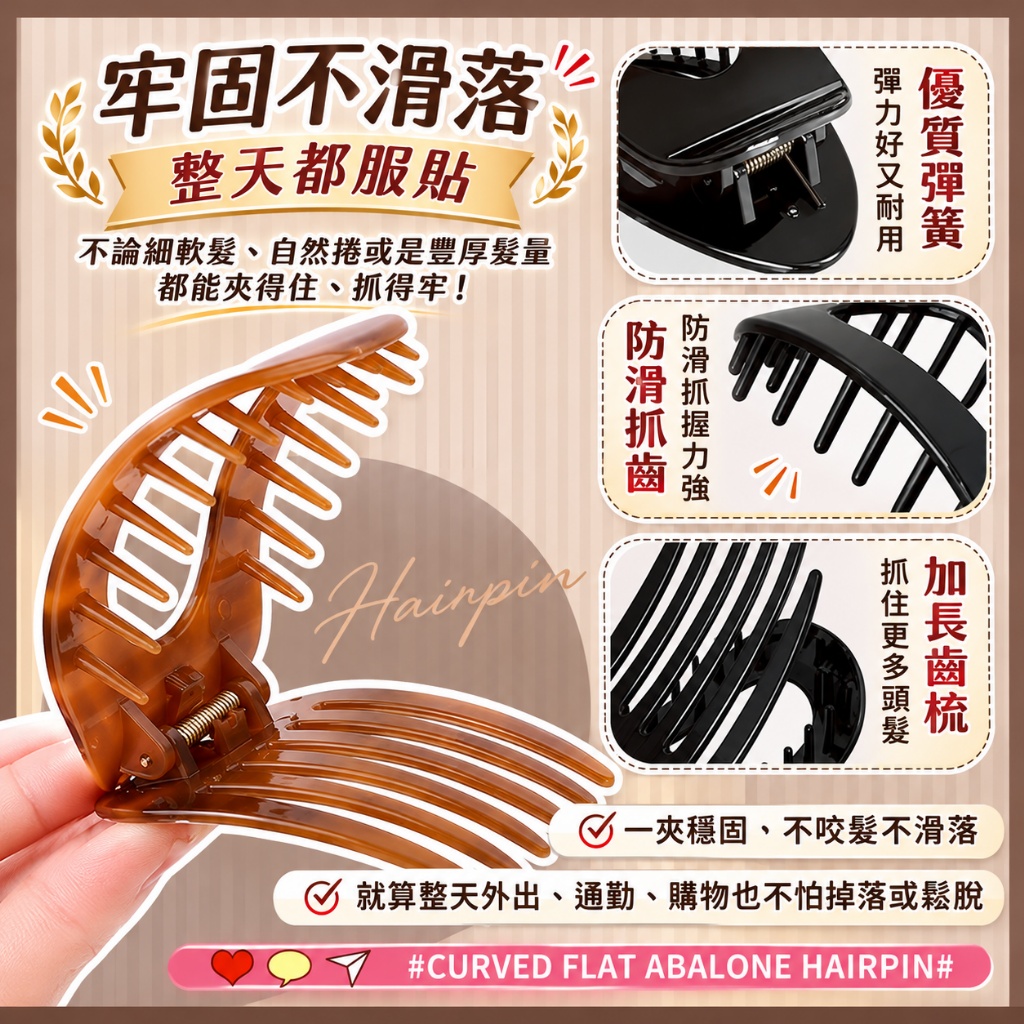 牢固不滑落
整天都服貼
不論細軟髮、自然捲或是豐厚髮量
都能夾得住、抓得牢！
優質彈簧
彈力好又耐用
防滑抓齒
防滑抓握力強
加長齒梳
抓住更多頭髮
Hairpin
一夾穩固、不咬髮不滑落
就算整天外出、通勤、購物也不怕掉落或鬆脫
#CURVED FLAT ABALONE HAIRPIN#